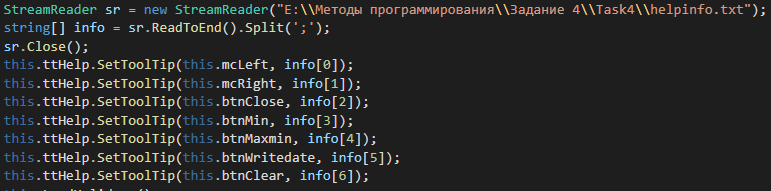 StreamReader sr = new StreamReader("E:\\Методы программирования\\Задание 4\\Task4\\helpinfo.txt");
string[] info = sr.ReadToEnd().Split(';');
sr.Close();
this.ttHelp.SetToolTip(this.mcLeft, info[0]);
this.ttHelp.SetToolTip(this.mcRight, info[1]);
this.ttHelp.SetToolTip(this.btnClose, info[2]);
this.ttHelp.SetToolTip(this.btnMin, info[3]);
this.ttHelp.SetToolTip(this.btnMaxmin, info[4]);
this.ttHelp.SetToolTip(this.btnWritedate, info[5]);
this.ttHelp.SetToolTip(this.btnClear, info[6]);